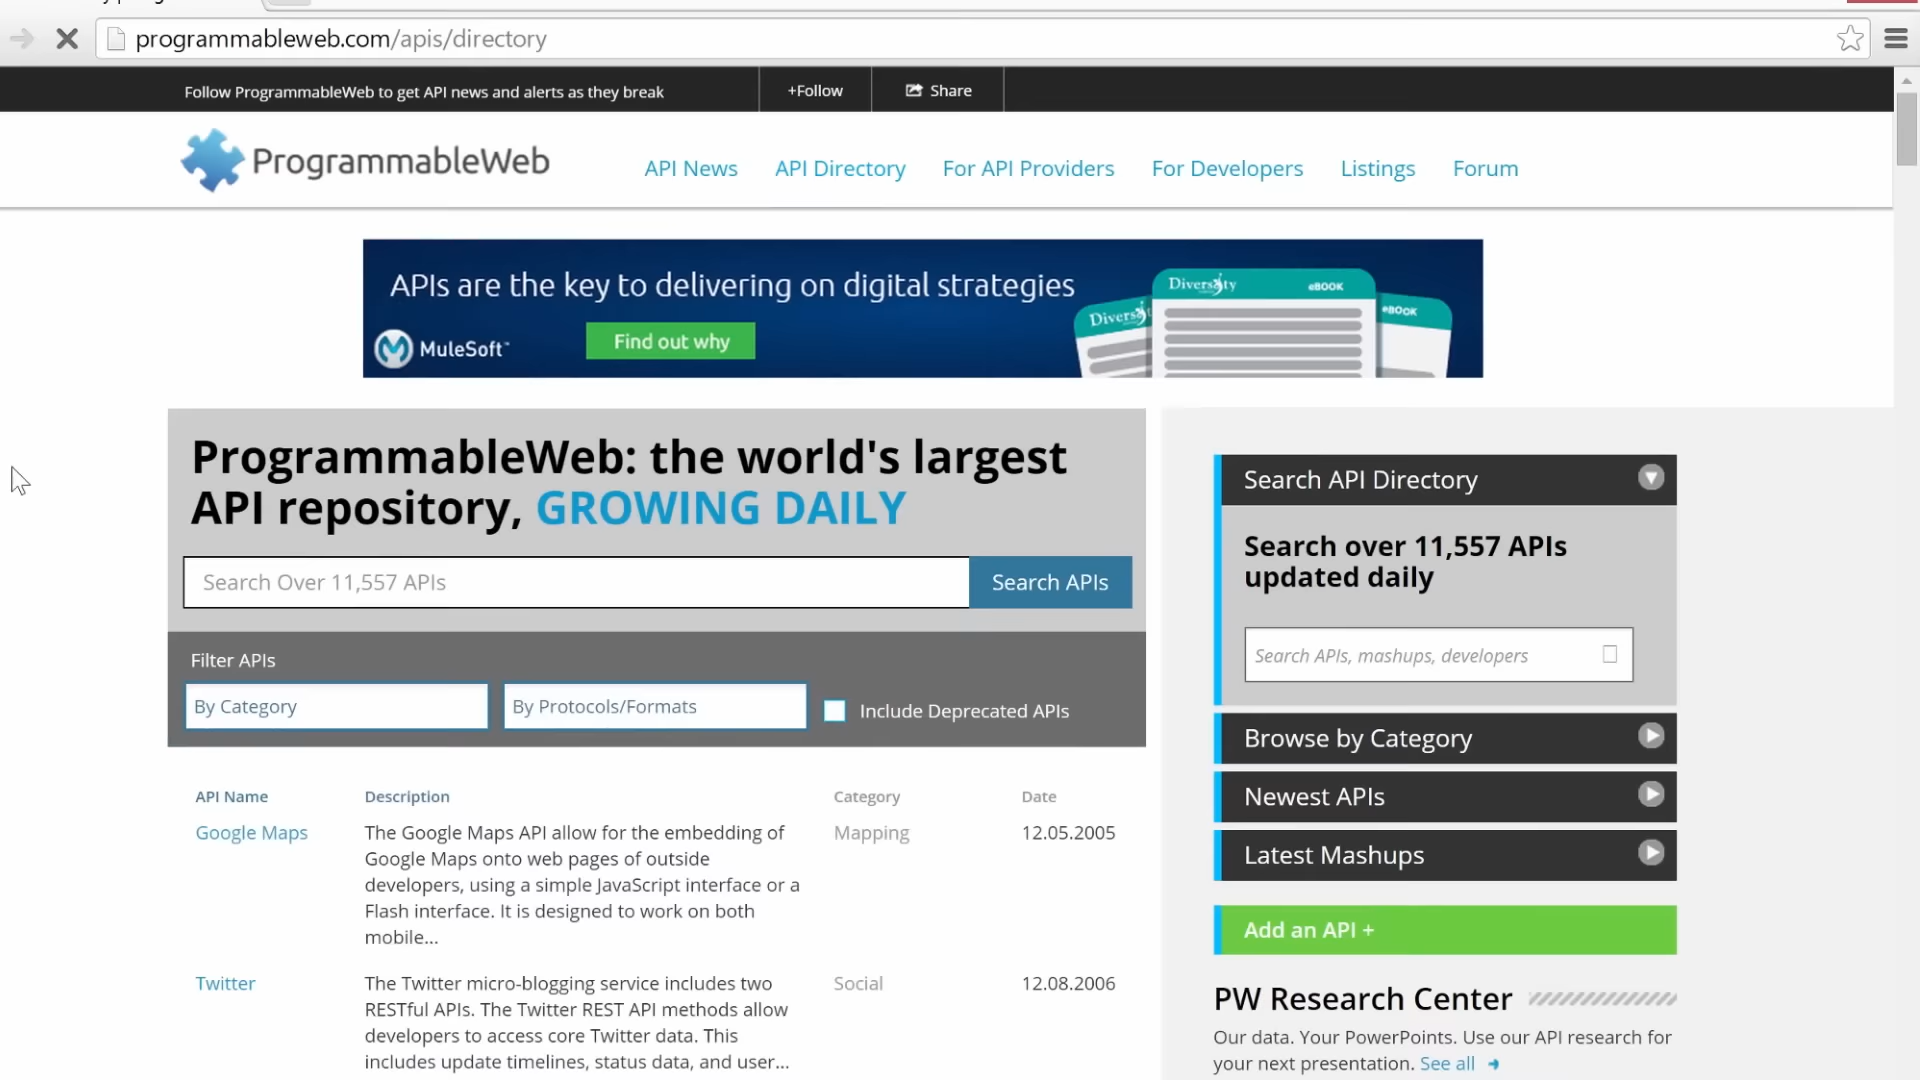 programmableweb.com/apis/directory
Follow ProgrammableWeb to get API news and alerts as they break
+Follow
Share
ProgrammableWeb
API News
API Directory
For API Providers
For Developers
Listings
Forum
APIs are the key to delivering on digital strategies
MuleSoft
Find out why
Diversity
eBOOK
eBOOK
ProgrammableWeb: the world's largest
API repository, GROWING DAILY
Search Over 11,557 APIs
Search APIs
Filter APIs
By Category
By Protocols/Formats
Include Deprecated APIs
API Name
Description
Category
Date
Google Maps
The Google Maps API allow for the embedding of
Google Maps onto web pages of outside
developers, using a simple JavaScript interface or a
Flash interface. It is designed to work on both
mobile...
Mapping
12.05.2005
Twitter
The Twitter micro-blogging service includes two
RESTful APIs. The Twitter REST API methods allow
developers to access core Twitter data. This
includes update timelines, status data, and user...
Social
12.08.2006
Search API Directory
Search over 11,557 APIs
updated daily
Search APIs, mashups, developers
Browse by Category
Newest APIs
Latest Mashups
Add an API +
PW Research Center
Our data. Your PowerPoints. Use our API research for
your next presentation. See all